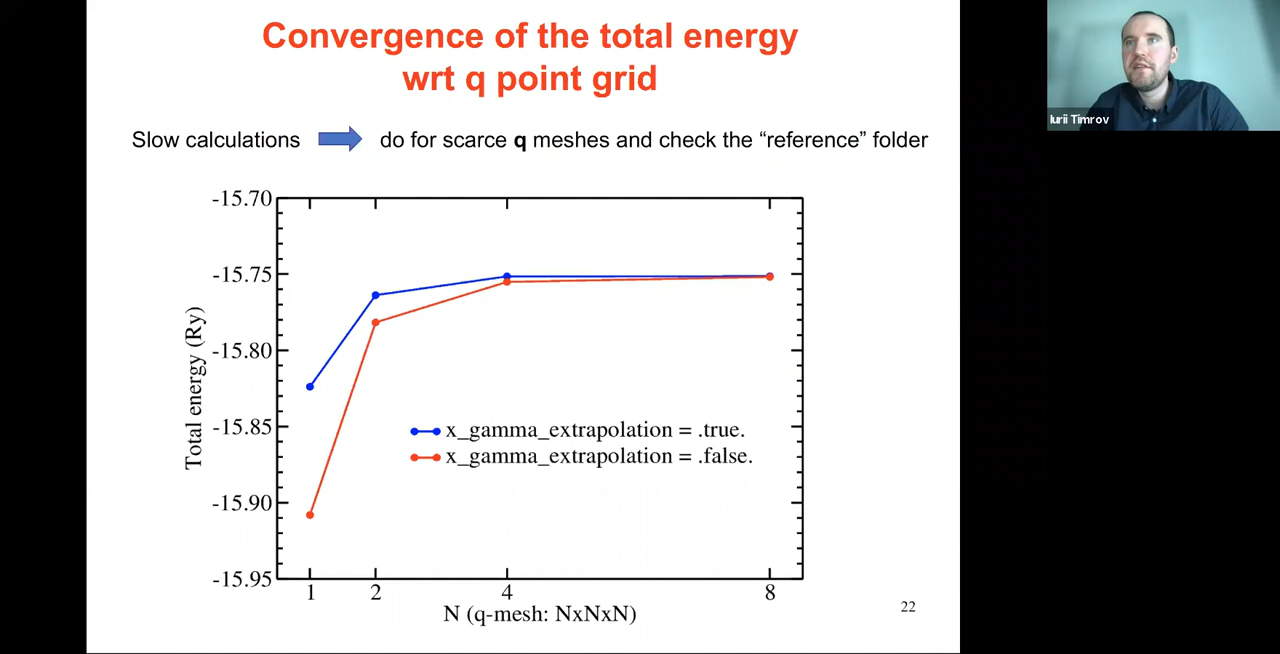 Convergence of the total energy
wrt q point grid
Slow calculations do for scarce q meshes and check the “reference” folder
Iurii Timrov
-15.70
-15.75
-15.80
-15.85
-15.90
-15.95
Total energy (Ry)
x_gamma_extrapolation = .true.
x_gamma_extrapolation = .false.
1 2 4 8
N (q-mesh: NxNxN)
22